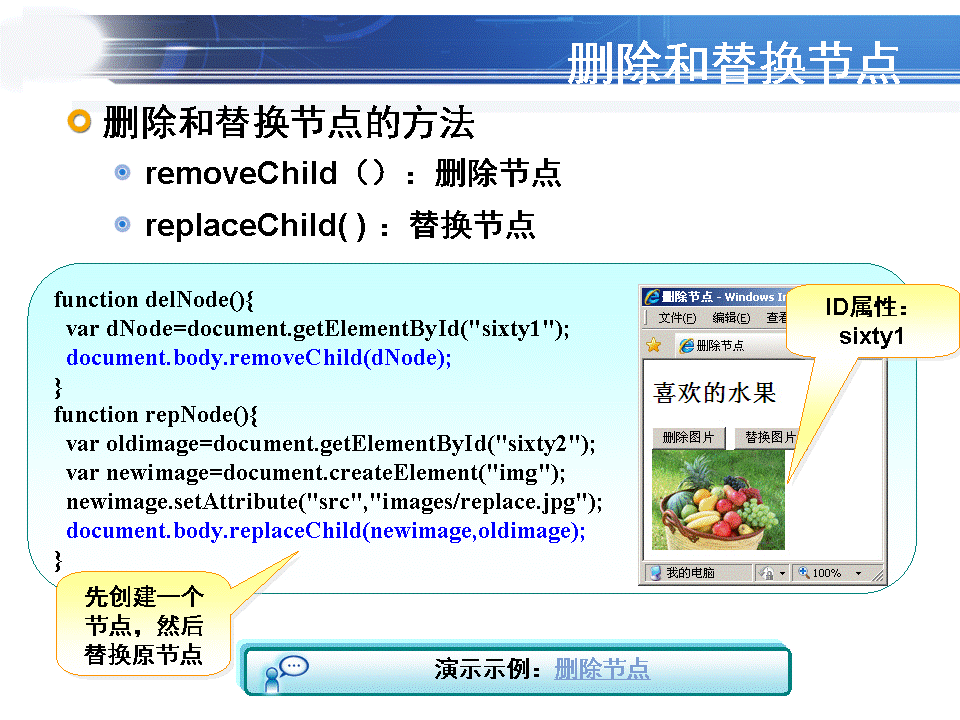 删除和替换节点
删除和替换节点的方法
removeChild（）：删除节点
replaceChild( ) ：替换节点
function delNode(){
var dNode=document.getElementById("sixty1");
document.body.removeChild(dNode);
}
function repNode(){
var oldimage=document.getElementById("sixty2");
var newimage=document.createElement("img");
newimage.setAttribute("src","images/replace.jpg");
document.body.replaceChild(newimage,oldimage);
}
先创建一个
节点，然后
替换原节点
删除节点 - Windows In
文件(F) 编辑(E) 查看
删除节点
喜欢的水果
删除图片 替换图片
我的电脑 100%
ID属性：
sixty1
演示示例：删除节点